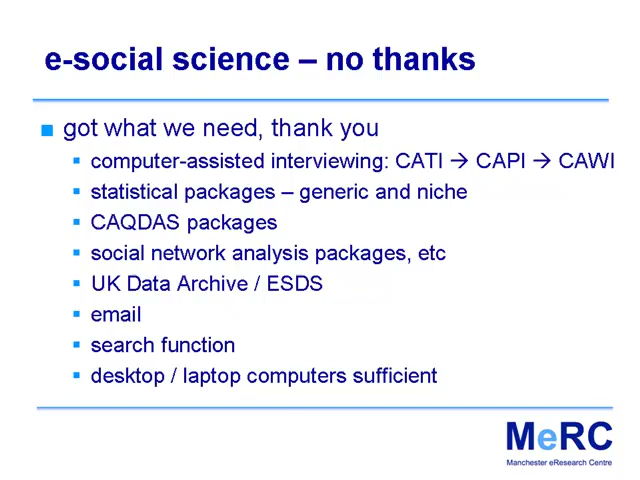 e-social science – no thanks
got what we need, thank you
computer-assisted interviewing: CATI → CAPI → CAWI
statistical packages – generic and niche
CAQDAS packages
social network analysis packages, etc
UK Data Archive / ESDS
email
search function
desktop / laptop computers sufficient
MeRC
Manchester eResearch Centre